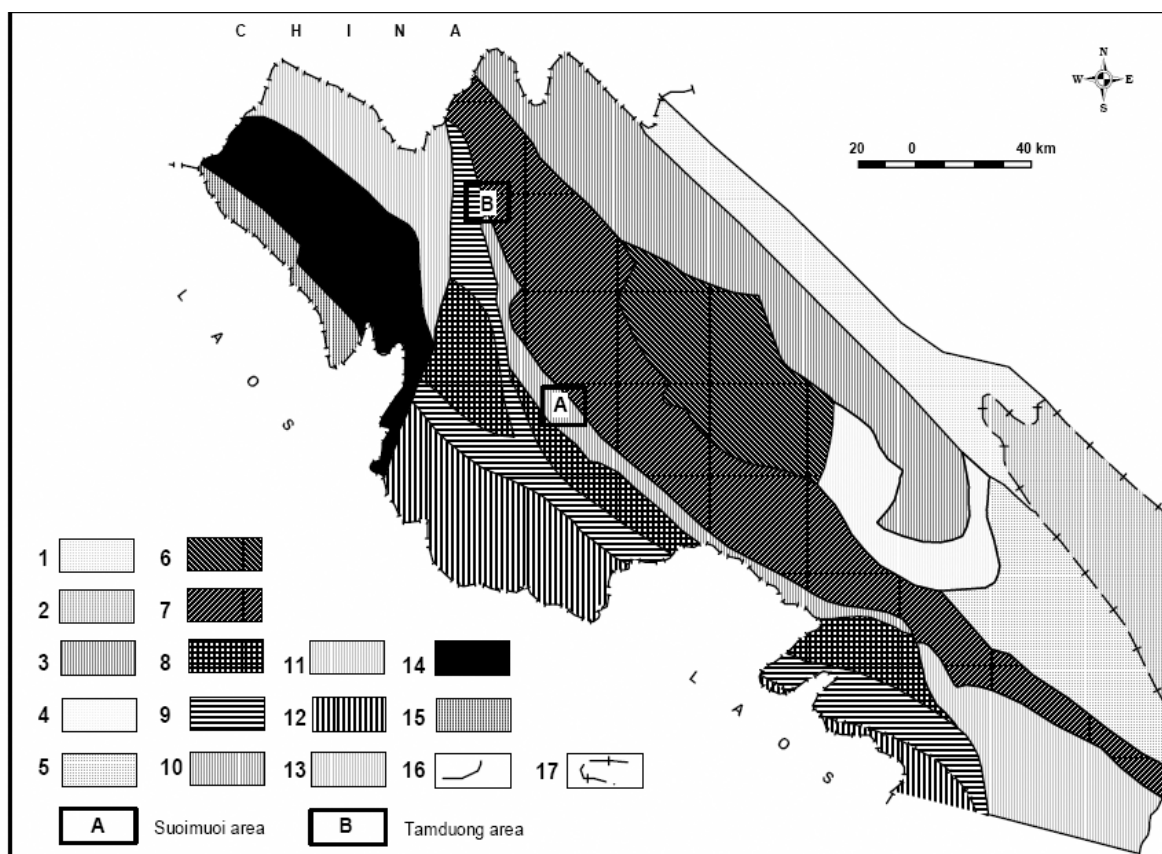 C H I N A
N
W E
S
20 0 40 km
B
L A O S
A
L A O S
1 6
2 7
3 8 11 14
4 9 12 15
5 10 13 16 17
A Suoimuoi area B Tamduong area